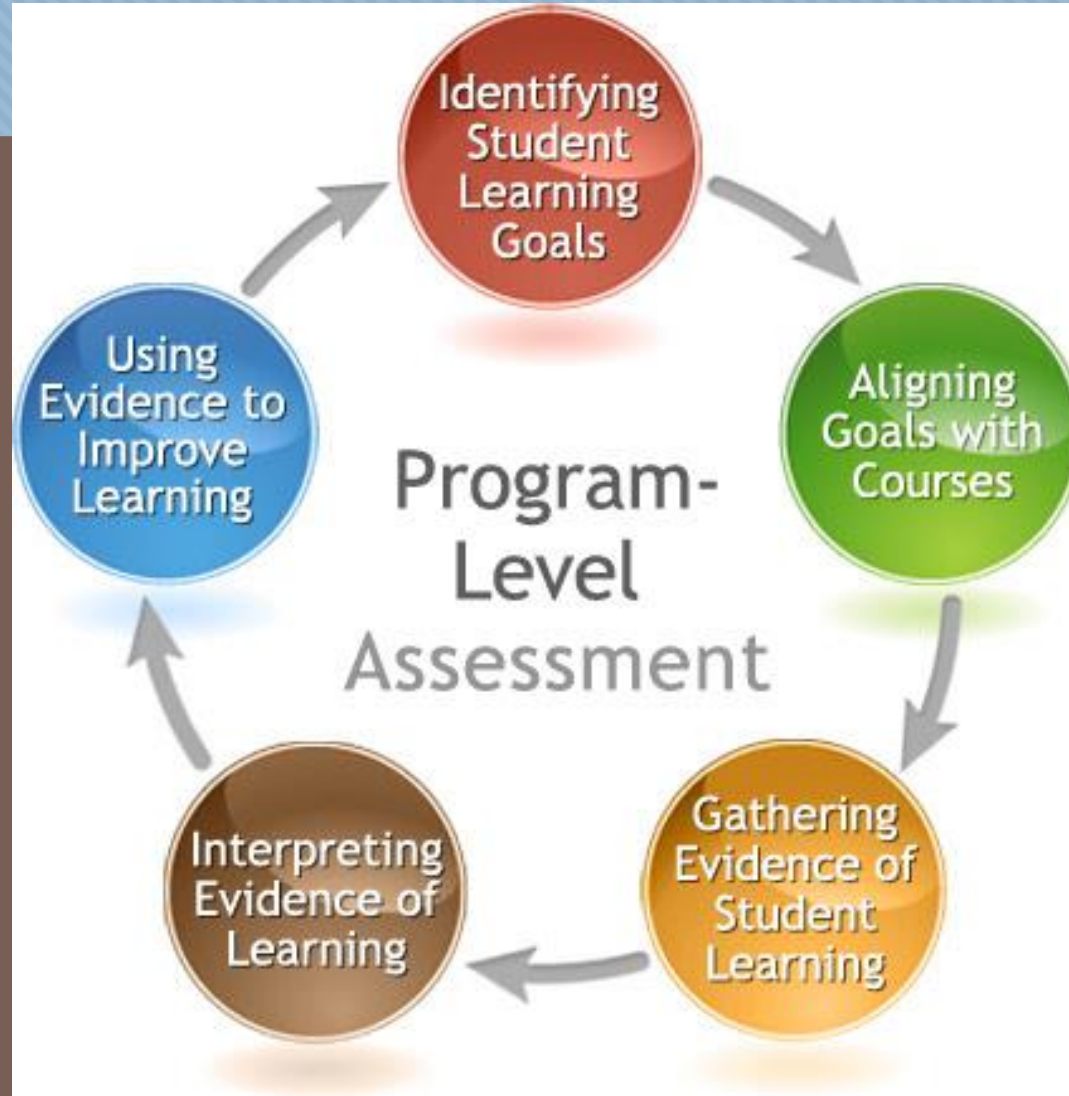 Identifying
Student
Learning
Goals
Aligning
Goals with
Courses
Gathering
Evidence of
Student
Learning
Interpreting
Evidence of
Learning
Using
Evidence to
Improve
Learning
Program-
Level
Assessment